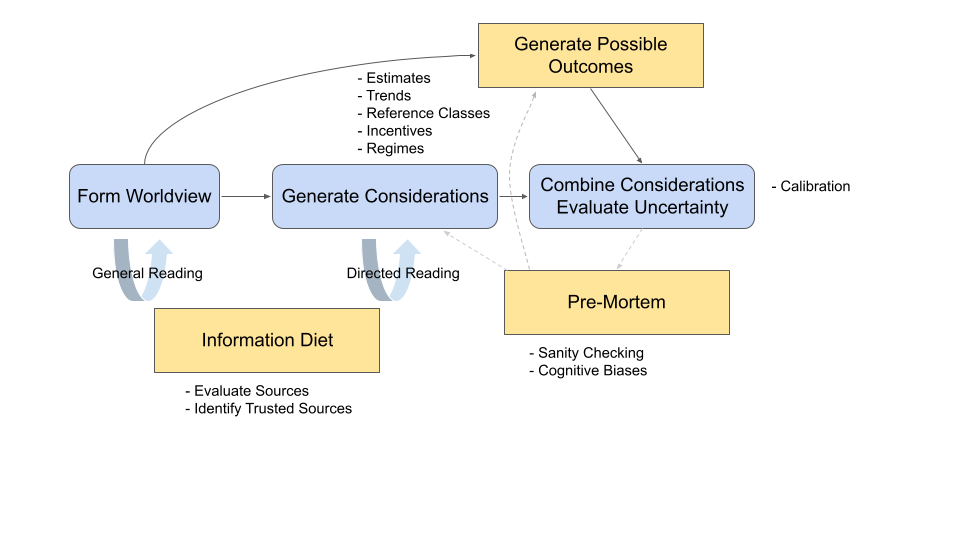 Generate Possible
Outcomes
- Estimates
- Trends
- Reference Classes
- Incentives
- Regimes
Form Worldview
Generate Considerations
Combine Considerations
Evaluate Uncertainty
- Calibration
General Reading
Directed Reading
Pre-Mortem
- Sanity Checking
- Cognitive Biases
Information Diet
- Evaluate Sources
- Identify Trusted Sources